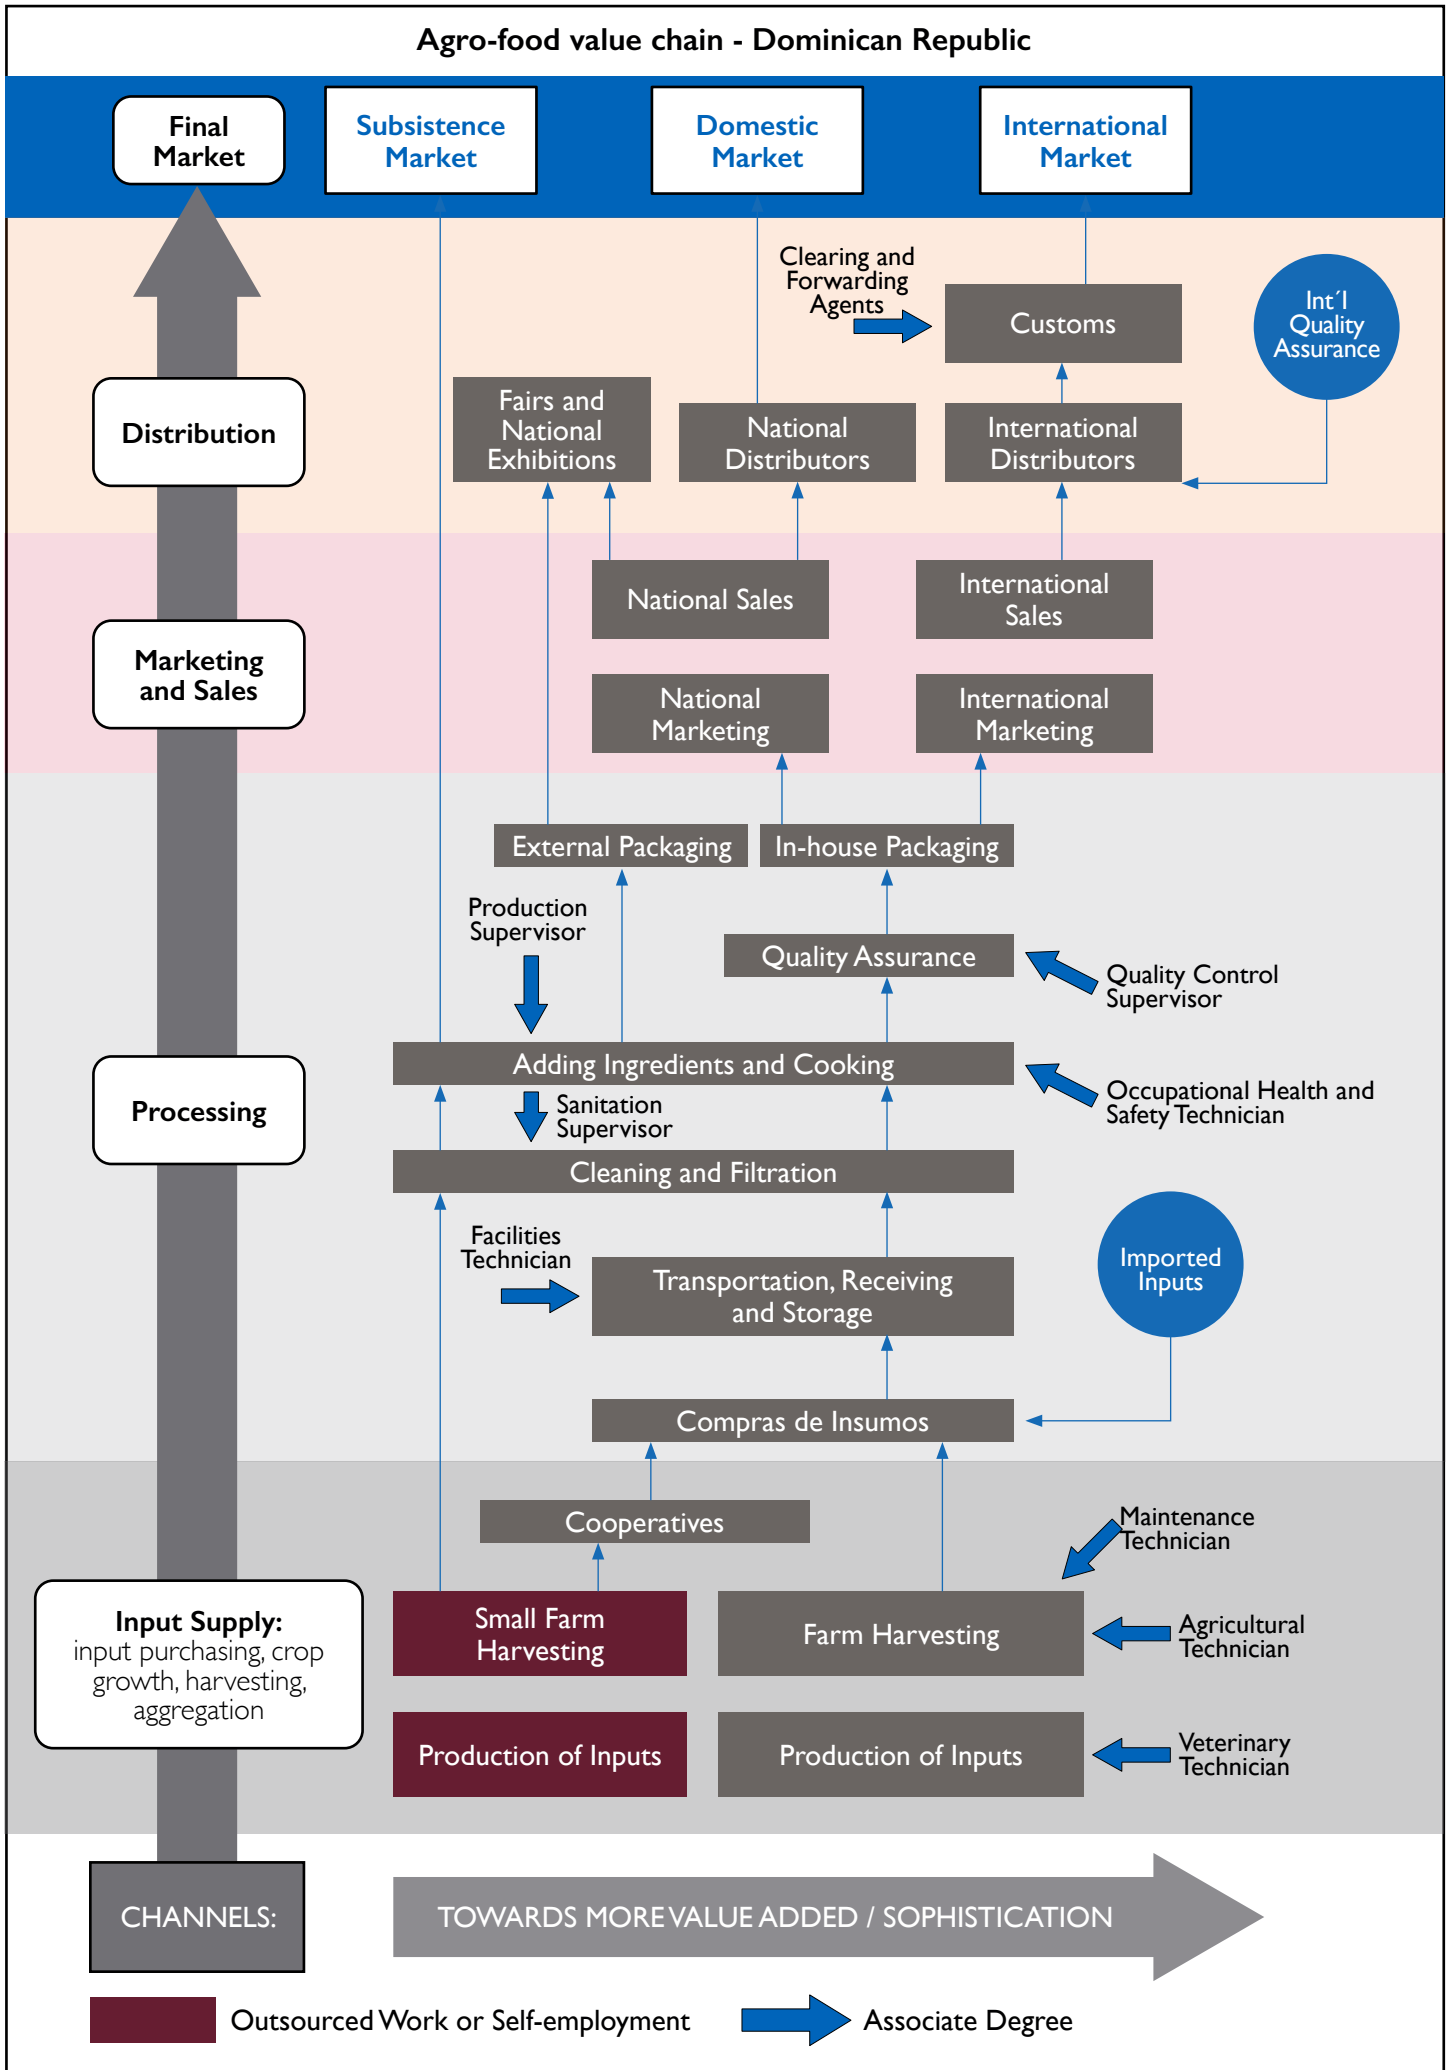 Agro-food value chain - Dominican Republic
Final
Market
Subsistence
Market
Domestic
Market
International
Market
Clearing and
Forwarding
Agents
Customs
Int´l
Quality
Assurance
Distribution
Fairs and
National
Exhibitions
National
Distributors
International
Distributors
Marketing
and Sales
National Sales
International
Sales
National
Marketing
International
Marketing
External Packaging
In-house Packaging
Production
Supervisor
Quality Assurance
Quality Control
Supervisor
Processing
Adding Ingredients and Cooking
Sanitation
Supervisor
Occupational Health and
Safety Technician
Cleaning and Filtration
Facilities
Technician
Transportation, Receiving
and Storage
Imported
Inputs
Compras de Insumos
Cooperatives
Maintenance
Technician
Input Supply:
input purchasing, crop
growth, harvesting,
aggregation
Small Farm
Harvesting
Farm Harvesting
Agricultural
Technician
Production of Inputs
Production of Inputs
Veterinary
Technician
CHANNELS:
TOWARDS MORE VALUE ADDED / SOPHISTICATION
Outsourced Work or Self-employment
Associate Degree